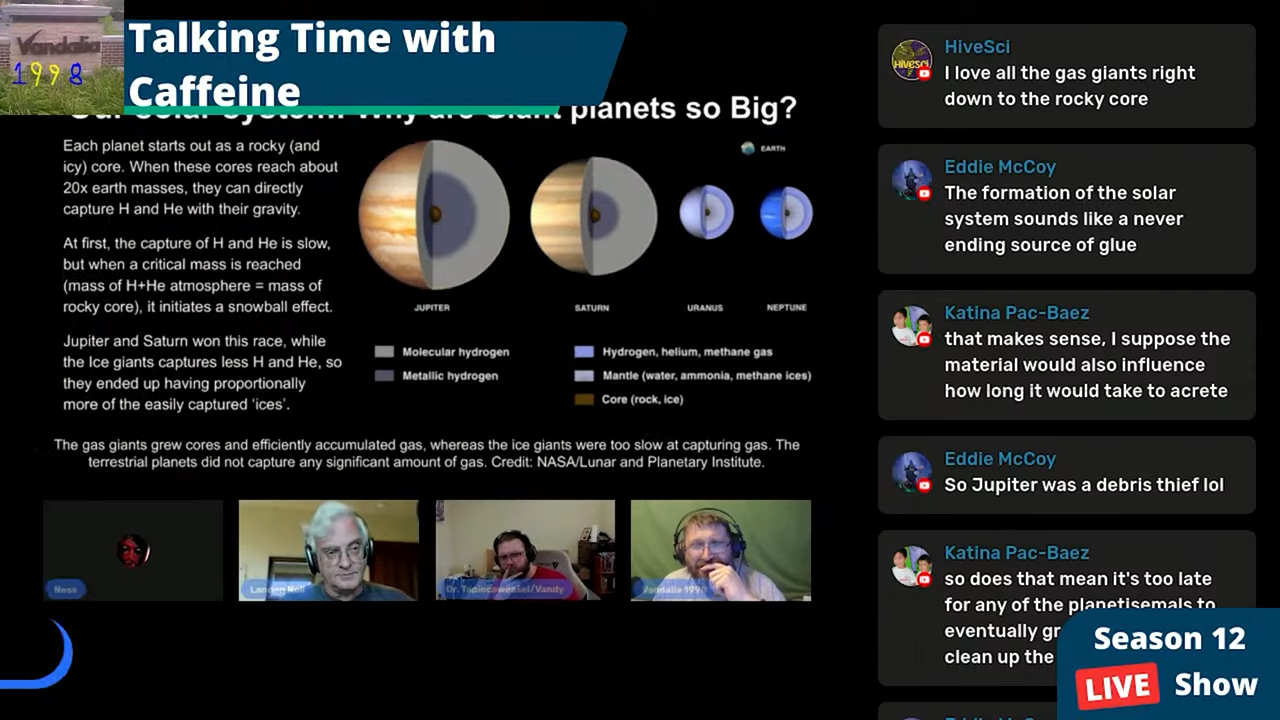 Vandalia
1998
Talking Time with
Caffeine
planets so Big?
Each planet starts out as a rocky (and
icy) core. When these cores reach about
20x earth masses, they can directly
capture H and He with their gravity.
At first, the capture of H and He is slow,
but when a critical mass is reached
(mass of H+He atmosphere = mass of
rocky core), it initiates a snowball effect.
Jupiter and Saturn won this race, while
the Ice giants captures less H and He, so
they ended up having proportionally
more of the easily captured 'ices'.
EARTH
JUPITER
SATURN
URANUS
NEPTUNE
Molecular hydrogen
Metallic hydrogen
Hydrogen, helium, methane gas
Mantle (water, ammonia, methane ices)
Core (rock, ice)
The gas giants grew cores and efficiently accumulated gas, whereas the ice giants were too slow at capturing gas. The
terrestrial planets did not capture any significant amount of gas. Credit: NASA/Lunar and Planetary Institute.
Ness
Landon Noll
Dr. Tapiocaweasel/Vandy
Vandalia 1998
HiveSci
I love all the gas giants right
down to the rocky core
Eddie McCoy
The formation of the solar
system sounds like a never
ending source of glue
Katina Pac-Baez
that makes sense, I suppose the
material would also influence
how long it would take to acrete
Eddie McCoy
So Jupiter was a debris thief lol
Katina Pac-Baez
so does that mean it's too late
for any of the planetisemals to
eventually
clean up the
Season 12
LIVE Show